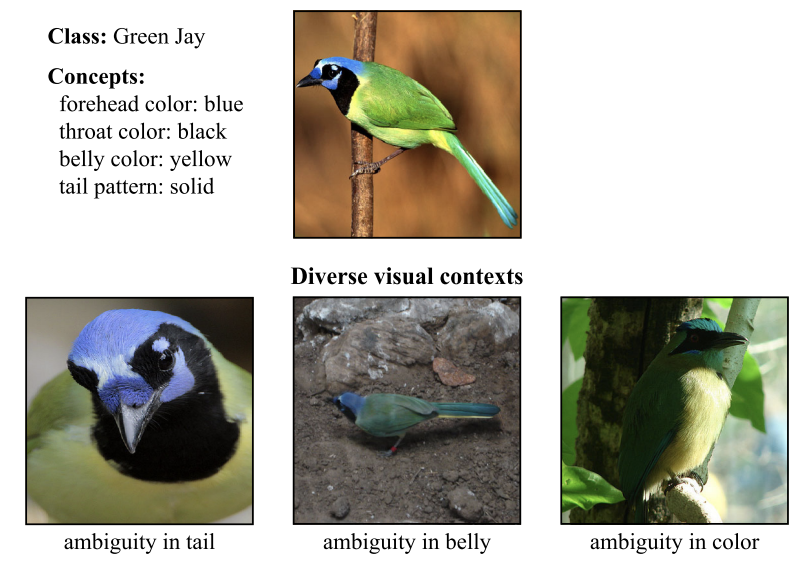 Class: Green Jay
Concepts:
forehead color: blue
throat color: black
belly color: yellow
tail pattern: solid
Diverse visual contexts
ambiguity in tail
ambiguity in belly
ambiguity in color